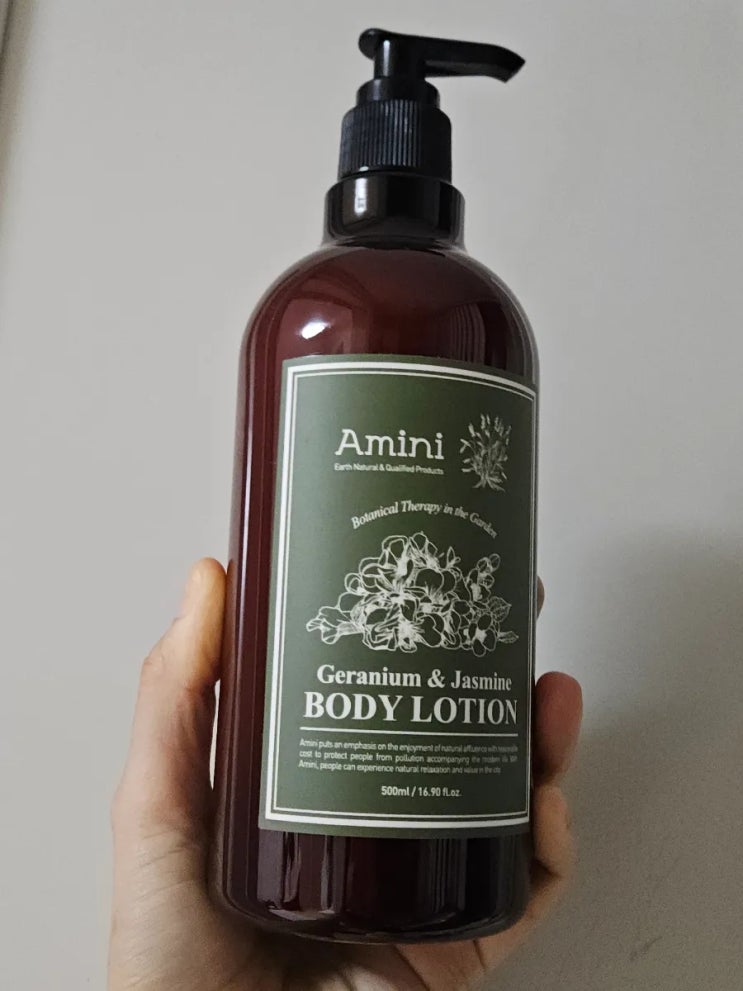 Amini
Earth Natural & Qualified Products
Botanical Therapy in the Garden
Geranium & Jasmine
BODY LOTION
Amini puts an emphasis on the enjoyment of natural affluence with reasonable
cost to protect people from pollution accompanying the modern life. With
Amini, people can experience natural relaxation and value in the city.
500ml / 16.90 fl.oz.